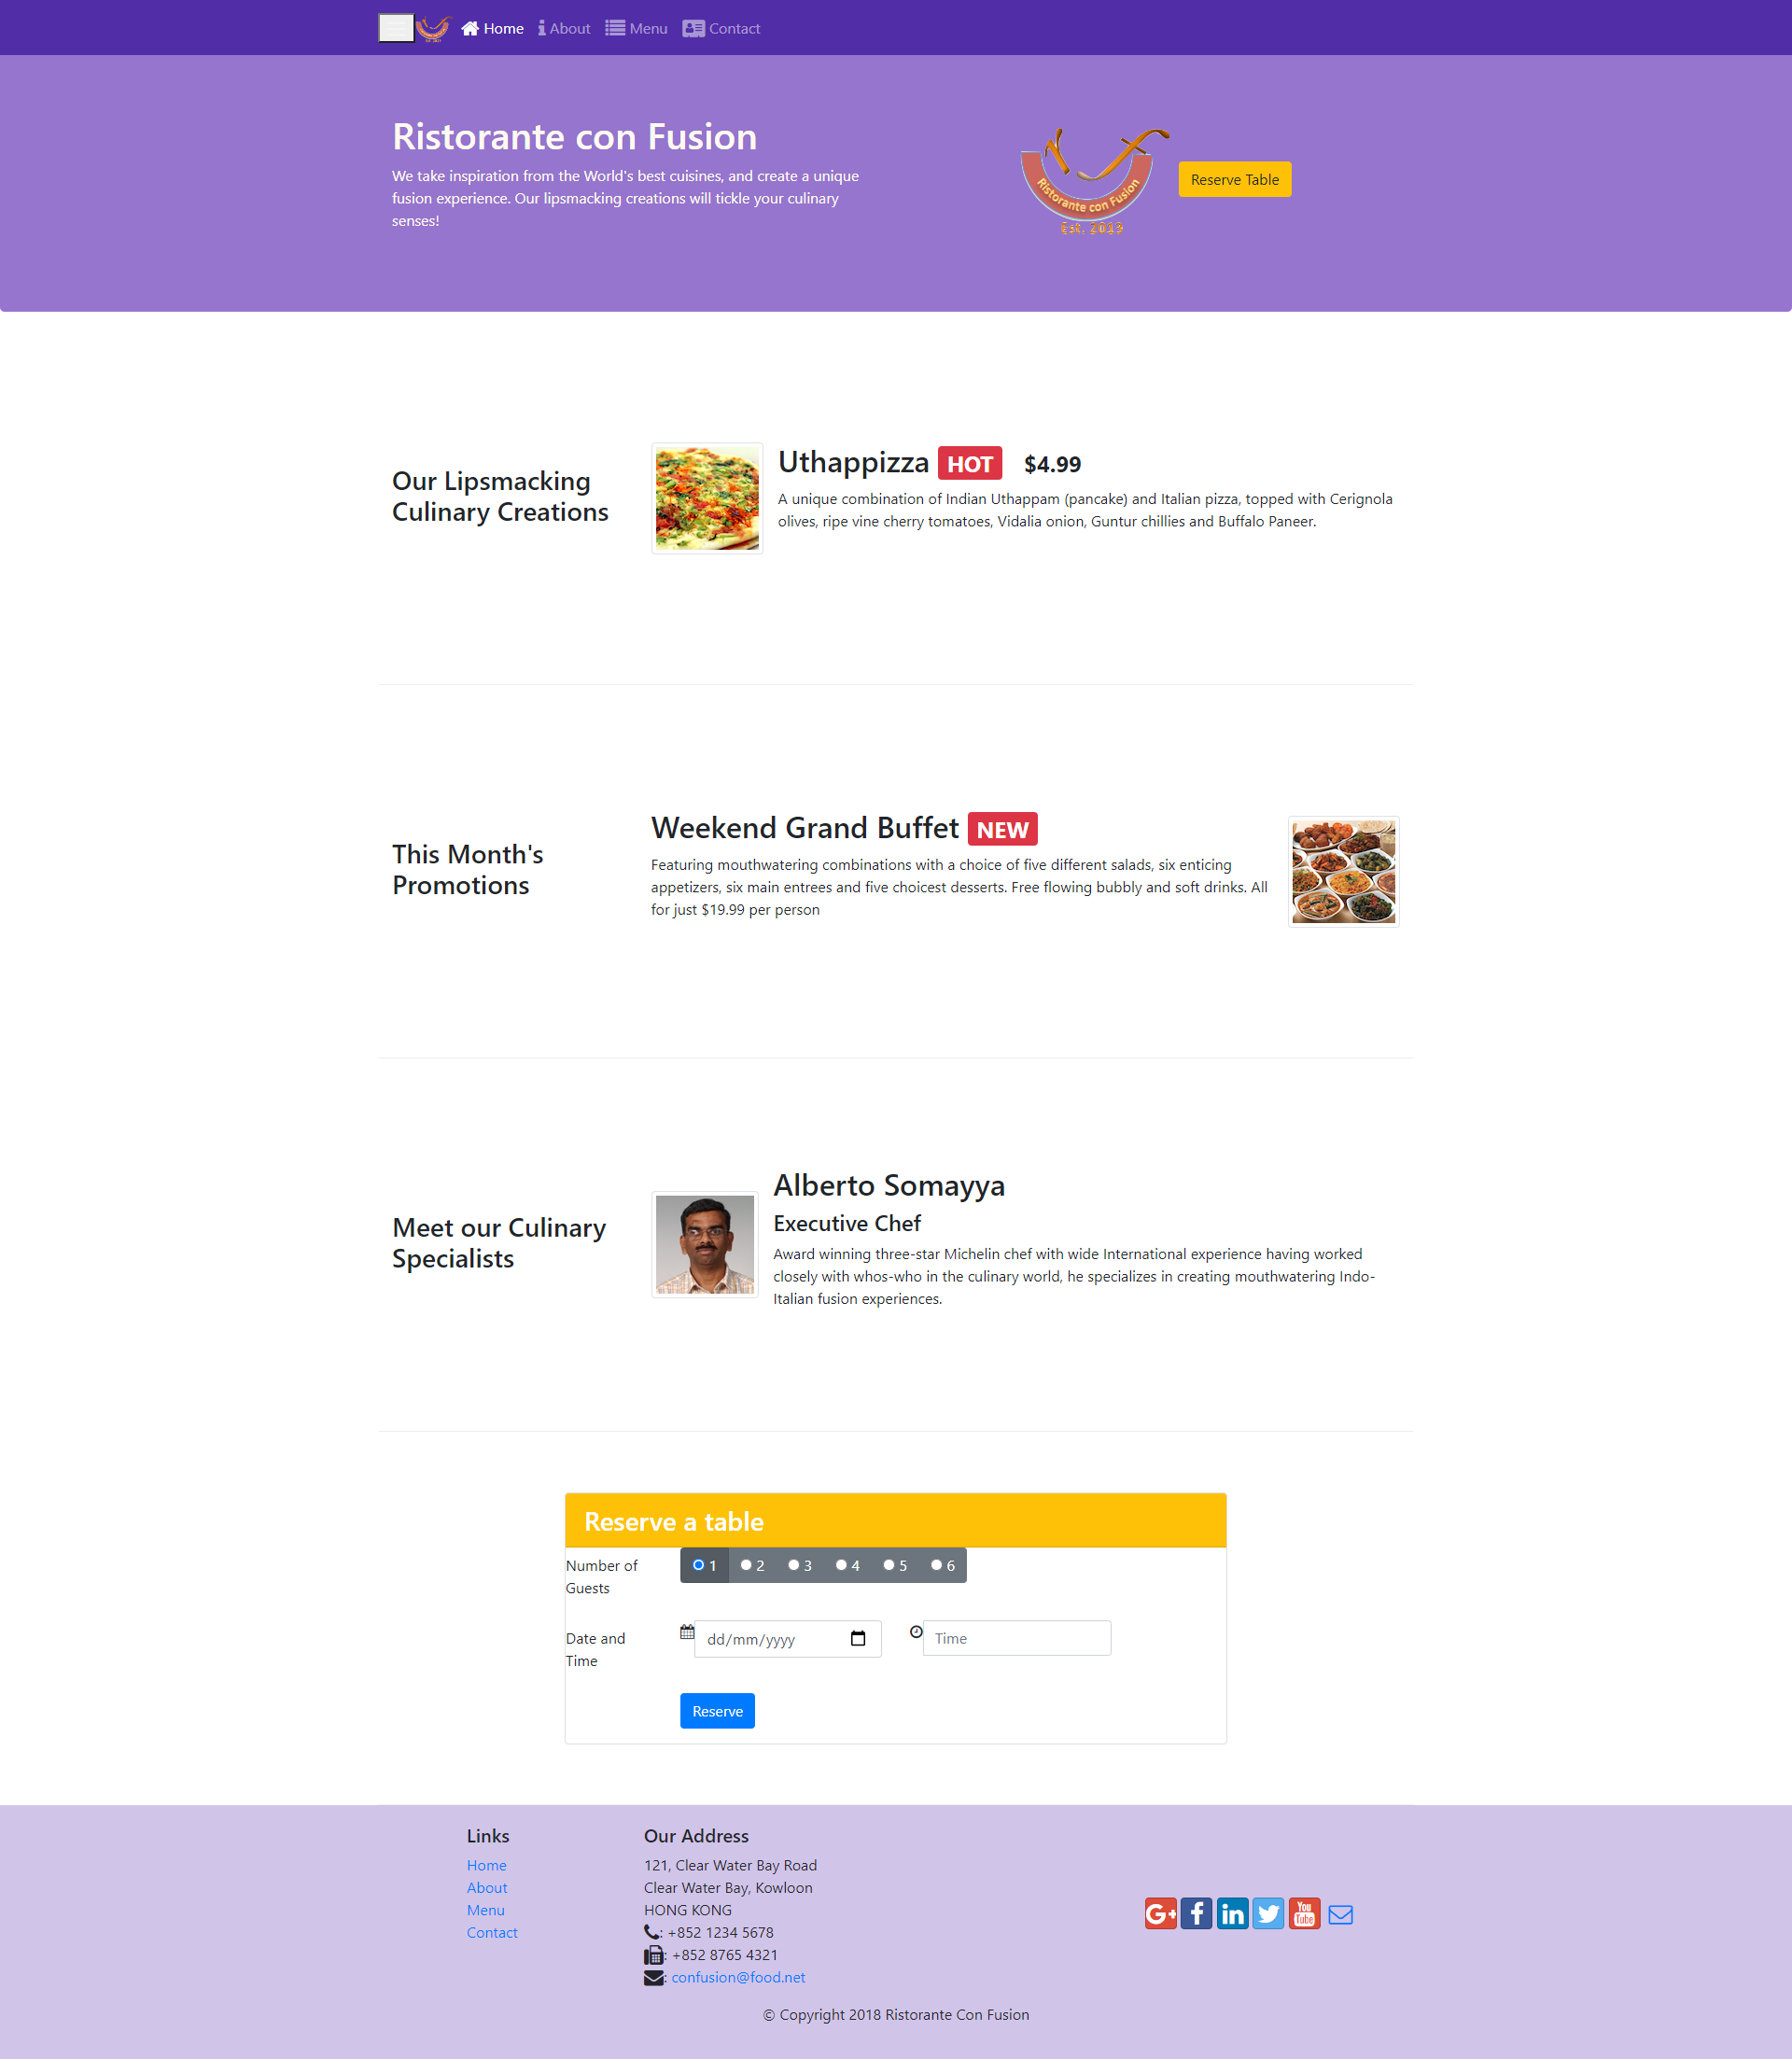 Home About Menu Contact
Ristorante con Fusion
We take inspiration from the World's best cuisines, and create a unique
fusion experience. Our lipsmacking creations will tickle your culinary
senses!
Ristorante con Fusion
Est. 2019
Reserve Table
Our Lipsmacking
Culinary Creations
Uthappizza HOT $4.99
A unique combination of Indian Uthappam (pancake) and Italian pizza, topped with Cerignola
olives, ripe vine cherry tomatoes, Vidalia onion, Guntur chillies and Buffalo Paneer.
This Month's
Promotions
Weekend Grand Buffet NEW
Featuring mouthwatering combinations with a choice of five different salads, six enticing
appetizers, six main entrees and five choicest desserts. Free flowing bubbly and soft drinks. All
for just $19.99 per person
Meet our Culinary
Specialists
Alberto Somayya
Executive Chef
Award winning three-star Michelin chef with wide International experience having worked
closely with whos-who in the culinary world, he specializes in creating mouthwatering Indo-
Italian fusion experiences.
Reserve a table
Number of
Guests
1 2 3 4 5 6
Date and
Time
dd/mm/yyyy
Time
Reserve
Links
Home
About
Menu
Contact
Our Address
121, Clear Water Bay Road
Clear Water Bay, Kowloon
HONG KONG
: +852 1234 5678
: +852 8765 4321
: confusion@food.net
G+ f in You Tube
© Copyright 2018 Ristorante Con Fusion